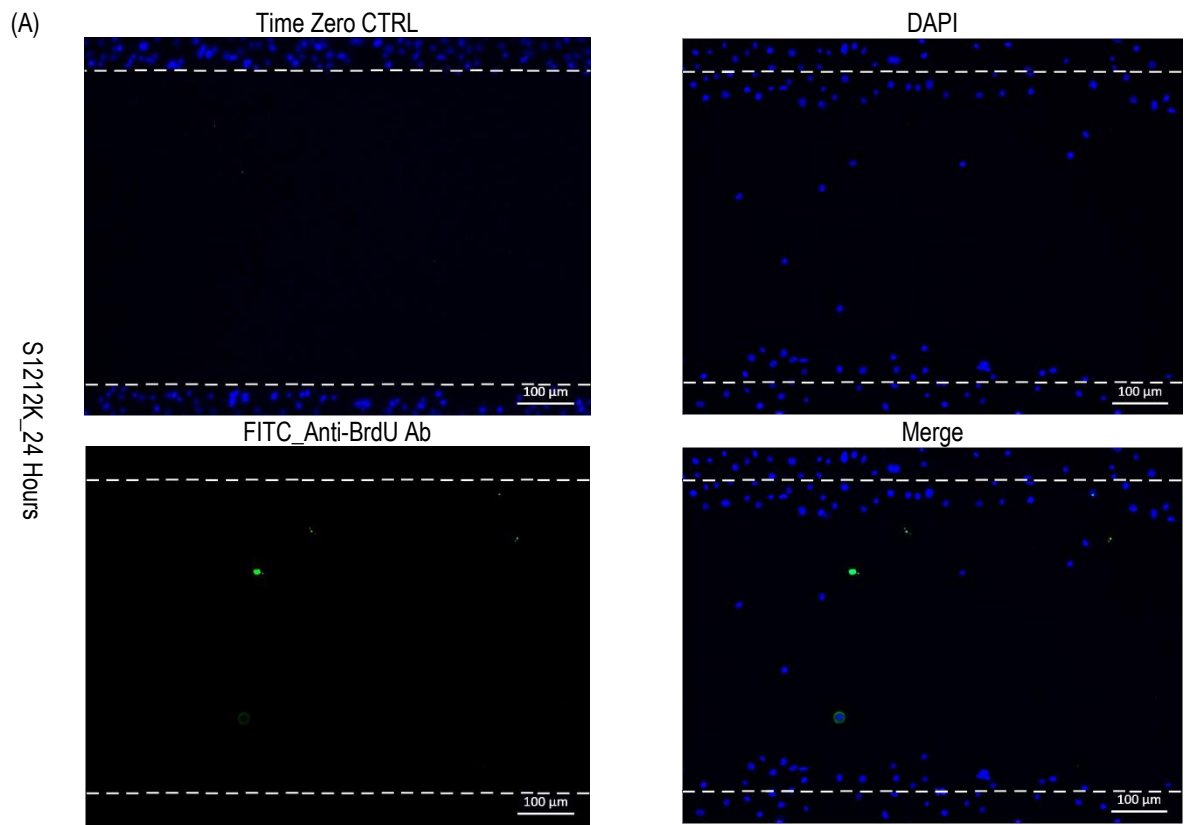 (A)
Time Zero CTRL
DAPI
100 µm
100 µm
S1212K_24 Hours
FITC_Anti-BrdU Ab
Merge
100 µm
100 µm